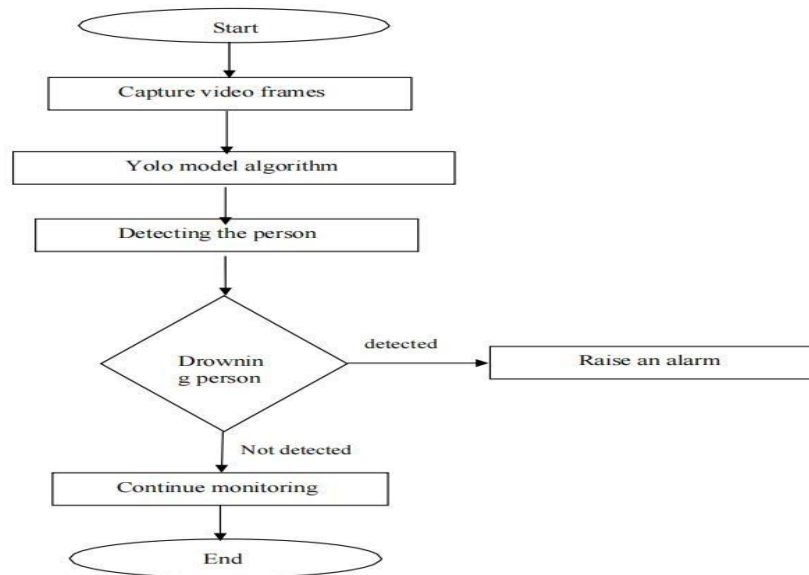 Start
Capture video frames
Yolo model algorithm
Detecting the person
Drownin
g person
detected
Raise an alarm
Not detected
Continue monitoring
End